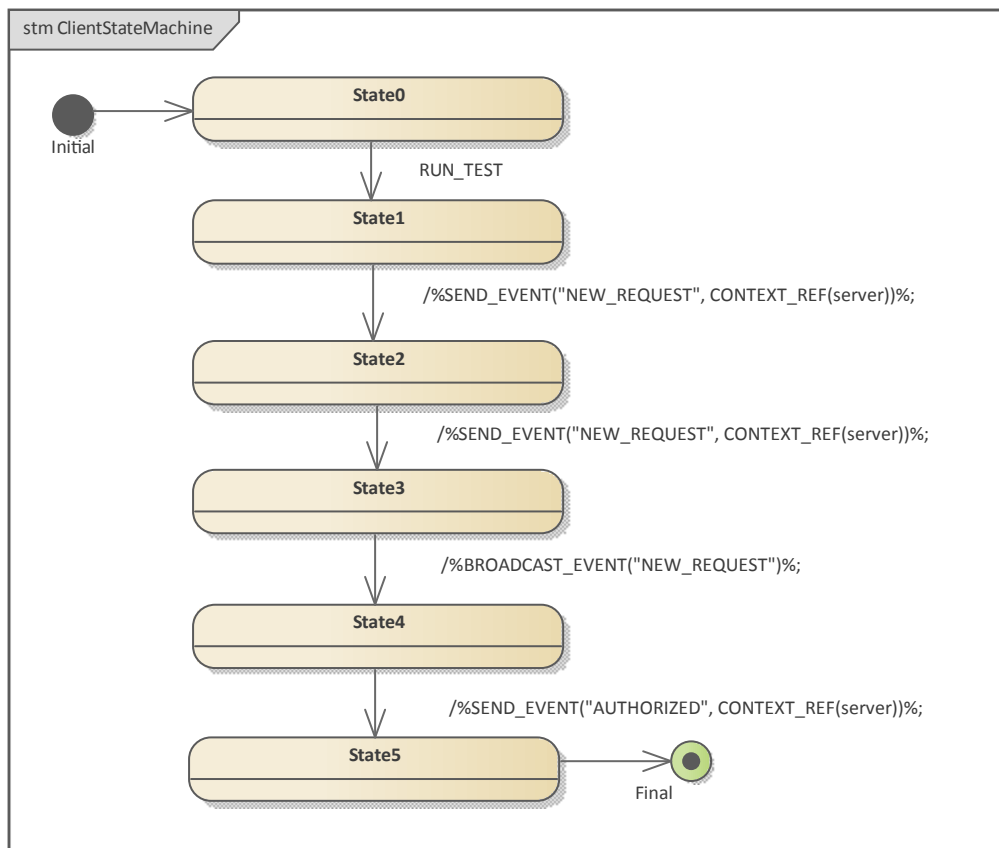 stm ClientStateMachine
State0
Initial
RUN_TEST
State1
/%SEND_EVENT("NEW_REQUEST", CONTEXT_REF(server))%;
State2
/%SEND_EVENT("NEW_REQUEST", CONTEXT_REF(server))%;
State3
/%BROADCAST_EVENT("NEW_REQUEST")%;
State4
/%SEND_EVENT("AUTHORIZED", CONTEXT_REF(server))%;
State5
Final